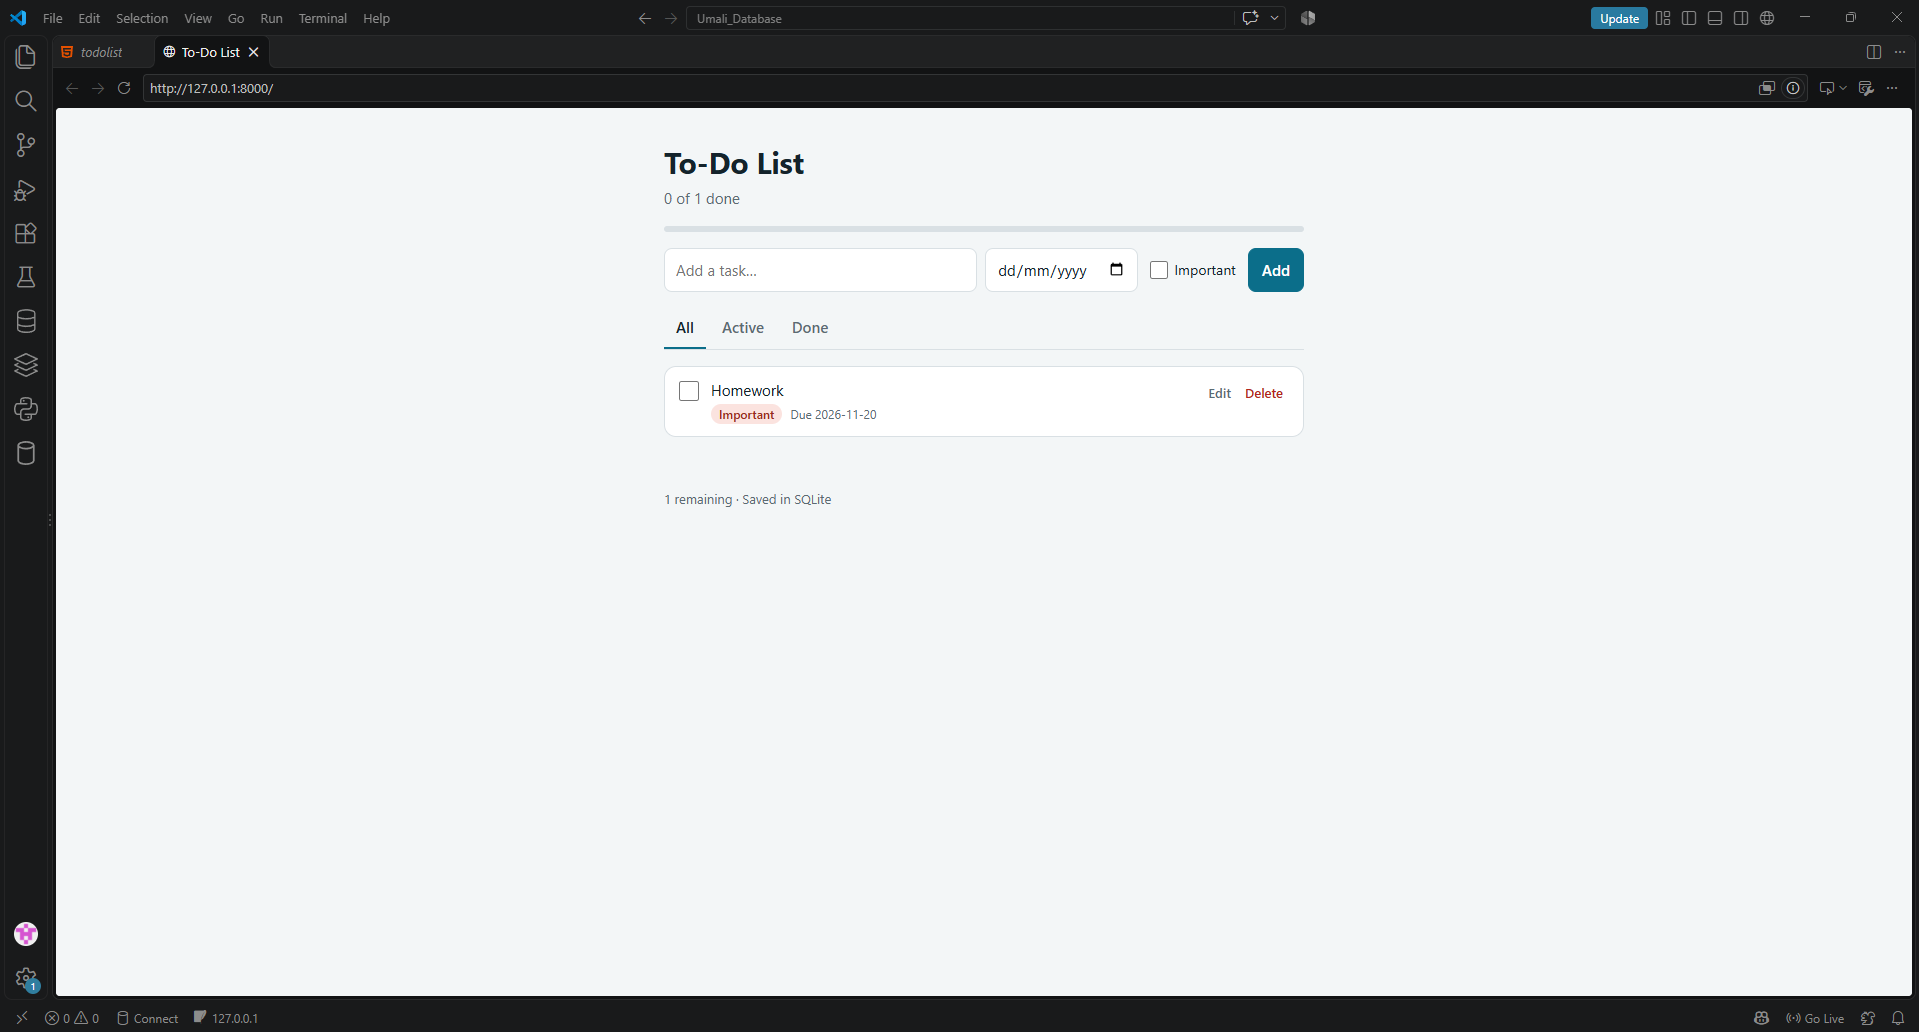 File Edit Selection View Go Run Terminal Help
Umali_Database
Update
todolist
To-Do List
http://127.0.0.1:8000/
To-Do List
0 of 1 done
Add a task...
dd/mm/yyyy
Important
Add
All Active Done
Homework
Important Due 2026-11-20
Edit Delete
1 remaining · Saved in SQLite
1
0 0 Connect 127.0.0.1
Go Live